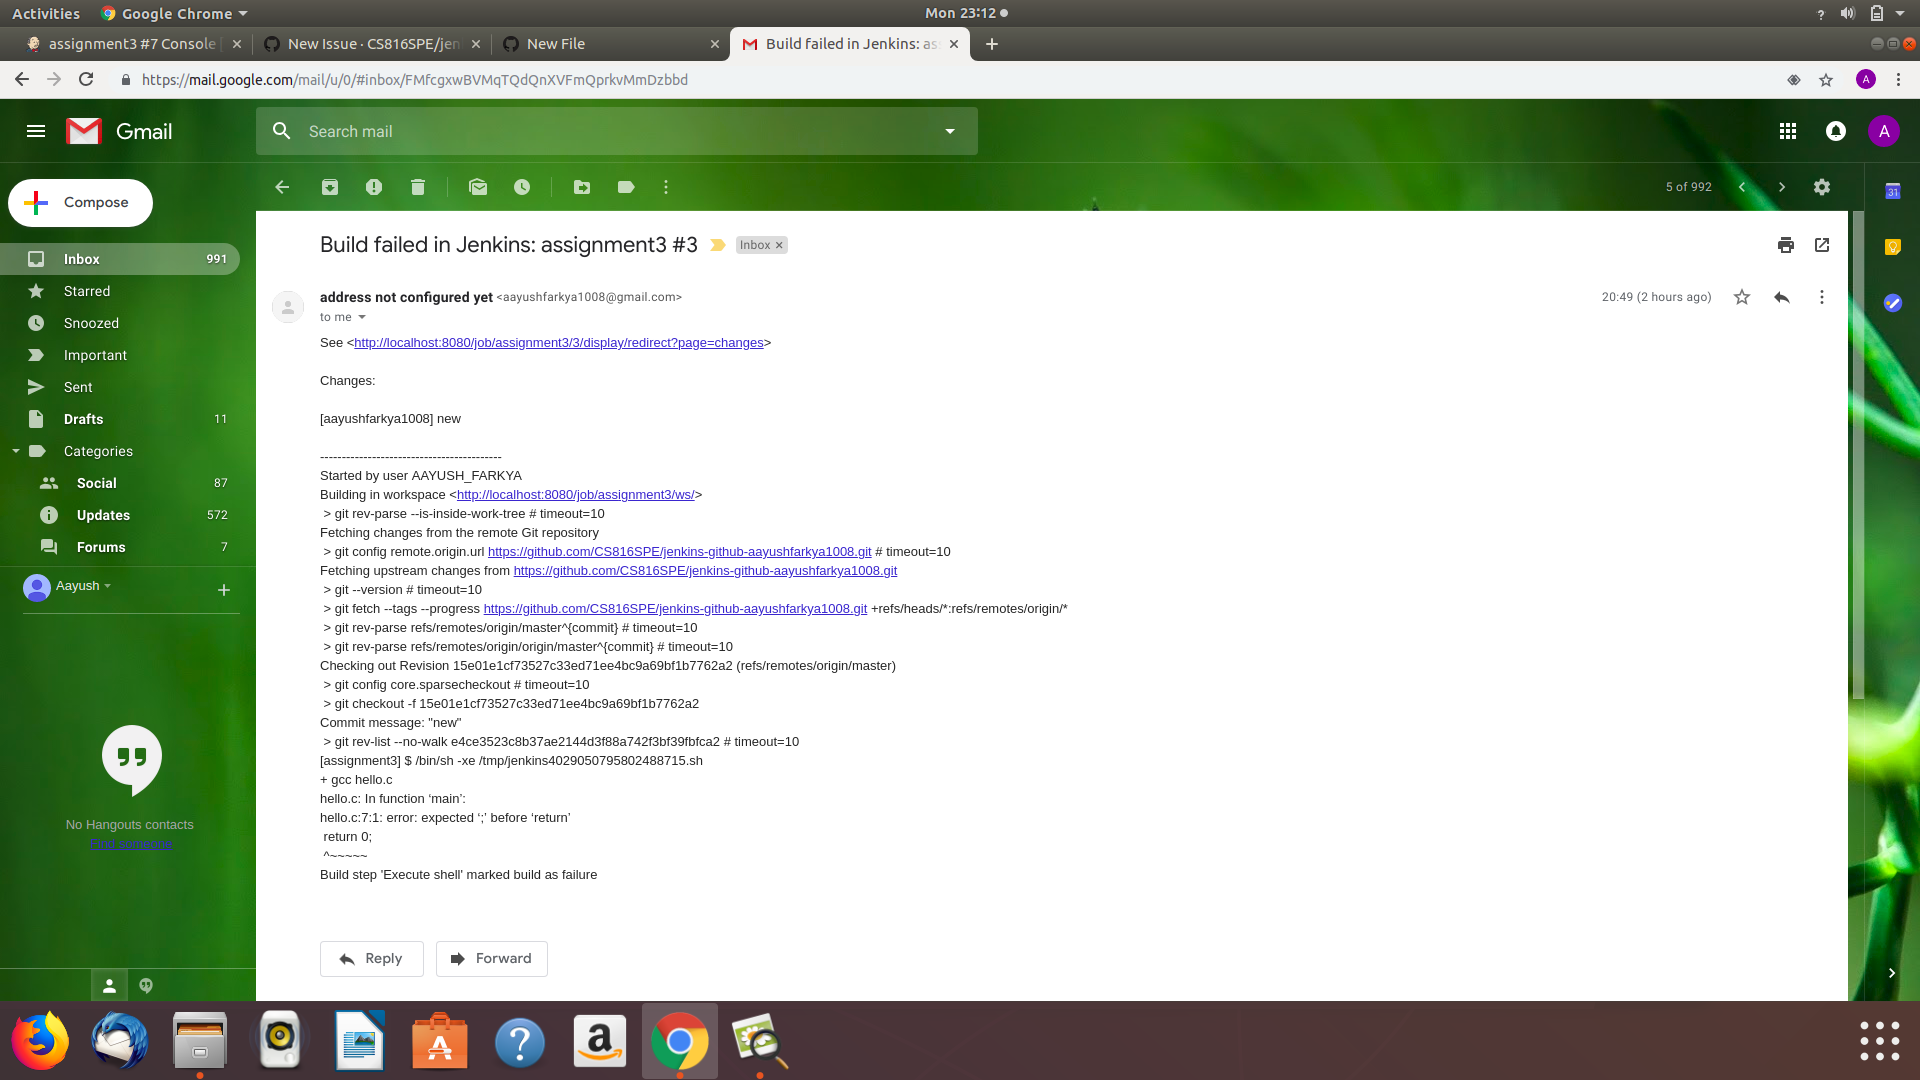 Activities
Google Chrome
Mon 23:12
assignment3 #7 Console
New Issue · CS816SPE/jen
New File
Build failed in Jenkins: as
https://mail.google.com/mail/u/0/#inbox/FMfcgxwBVMqTQdQnXVFmQprkvMmDzbbd
A
Gmail
Search mail
A
Compose
5 of 992
31
Build failed in Jenkins: assignment3 #3
Inbox
Inbox 991
Starred
Snoozed
Important
Sent
Drafts 11
Categories
Social 87
Updates 572
Forums 7
Aayush
No Hangouts contacts
Find someone
address not configured yet <aayushfarkya1008@gmail.com>
20:49 (2 hours ago)
to me
See <http://localhost:8080/job/assignment3/3/display/redirect?page=changes>
Changes:
[aayushfarkya1008] new
------------------------------------------
Started by user AAYUSH_FARKYA
Building in workspace <http://localhost:8080/job/assignment3/ws/>
> git rev-parse --is-inside-work-tree # timeout=10
Fetching changes from the remote Git repository
> git config remote.origin.url https://github.com/CS816SPE/jenkins-github-aayushfarkya1008.git # timeout=10
Fetching upstream changes from https://github.com/CS816SPE/jenkins-github-aayushfarkya1008.git
> git --version # timeout=10
> git fetch --tags --progress https://github.com/CS816SPE/jenkins-github-aayushfarkya1008.git +refs/heads/*:refs/remotes/origin/*
> git rev-parse refs/remotes/origin/master^{commit} # timeout=10
> git rev-parse refs/remotes/origin/origin/master^{commit} # timeout=10
Checking out Revision 15e01e1cf73527c33ed71ee4bc9a69bf1b7762a2 (refs/remotes/origin/master)
> git config core.sparsecheckout # timeout=10
> git checkout -f 15e01e1cf73527c33ed71ee4bc9a69bf1b7762a2
Commit message: "new"
> git rev-list --no-walk e4ce3523c8b37ae2144d3f88a742f3bf39fbfca2 # timeout=10
[assignment3] $ /bin/sh -xe /tmp/jenkins4029050795802488715.sh
+ gcc hello.c
hello.c: In function ‘main’:
hello.c:7:1: error: expected ‘;’ before ‘return’
return 0;
^~~~~~
Build step 'Execute shell' marked build as failure
Reply
Forward